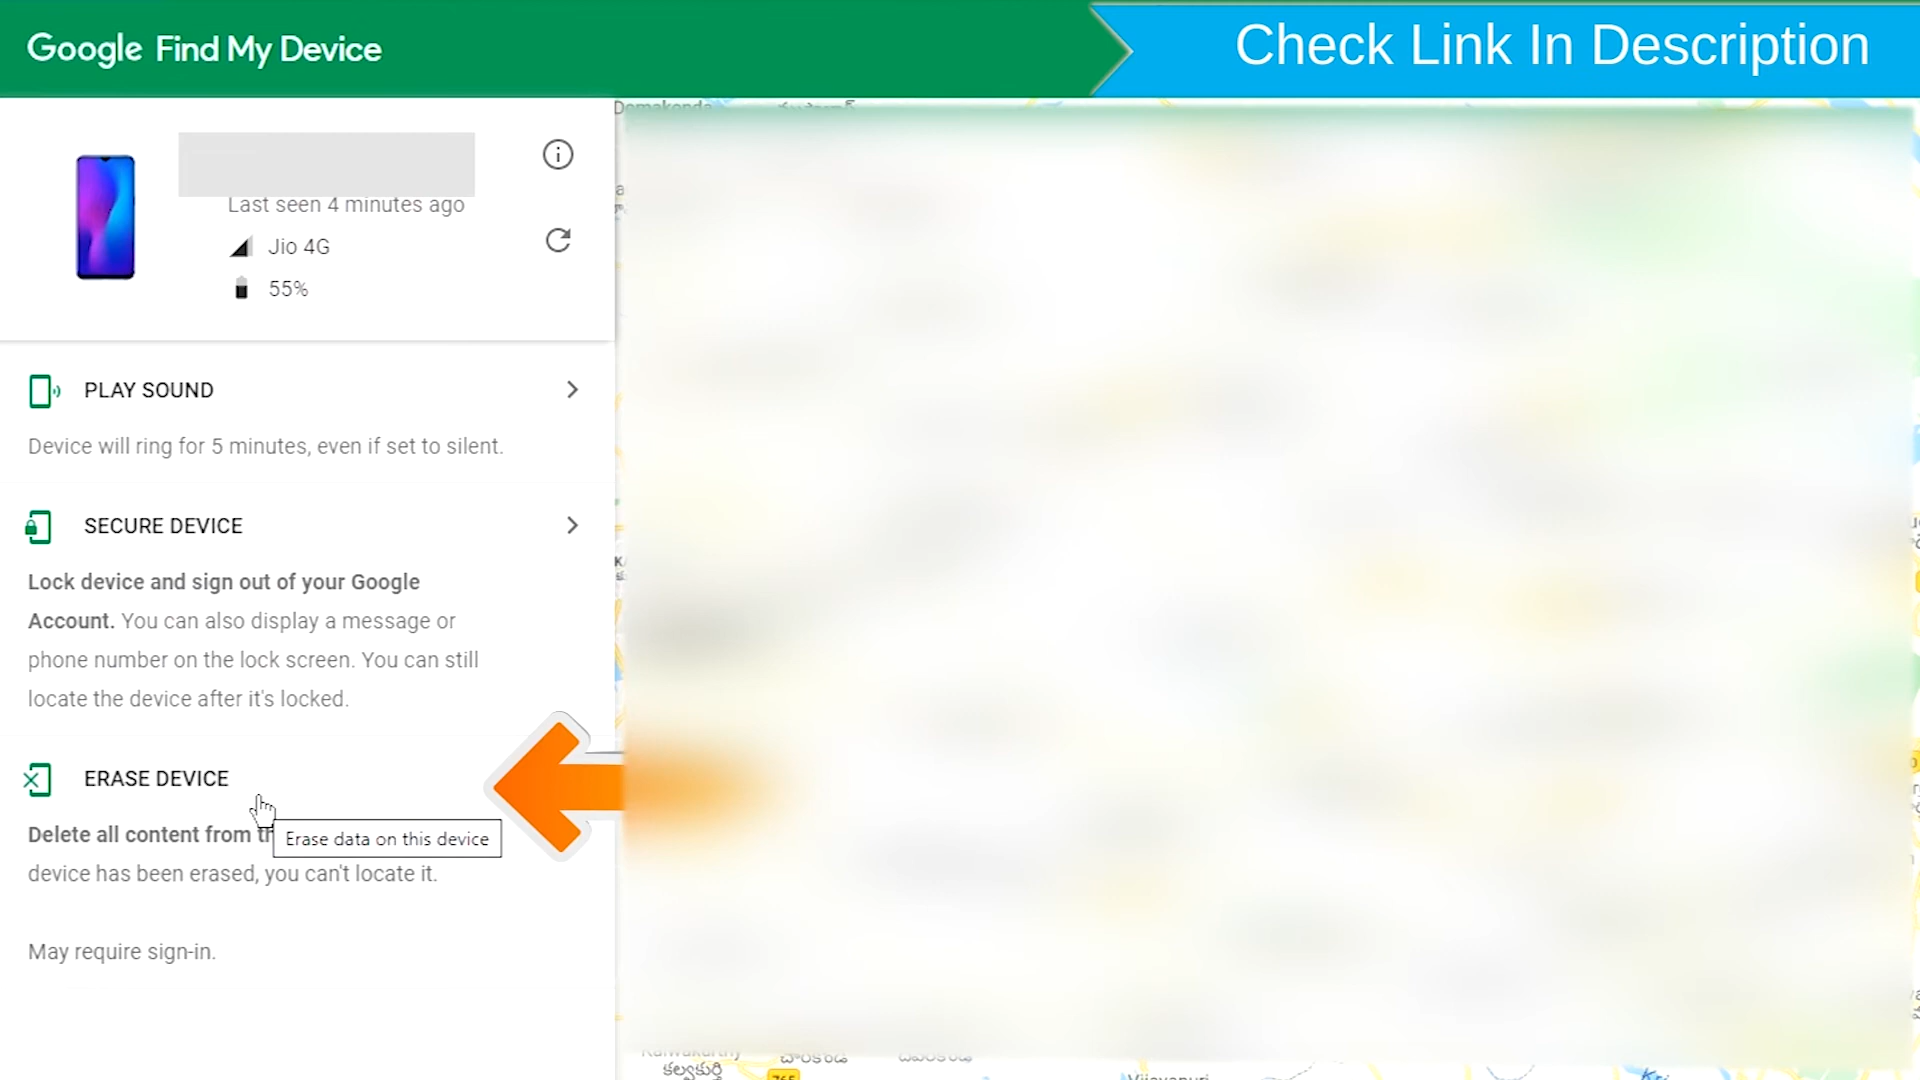 Google Find My Device
Check Link In Description
Last seen 4 minutes ago
Jio 4G
55%
PLAY SOUND
Device will ring for 5 minutes, even if set to silent.
SECURE DEVICE
Lock device and sign out of your Google
Account. You can also display a message or
phone number on the lock screen. You can still
locate the device after it's locked.
ERASE DEVICE
Delete all content from
Erase data on this device
device has been erased, you can't locate it.
May require sign-in.
కల్వకుర్తి